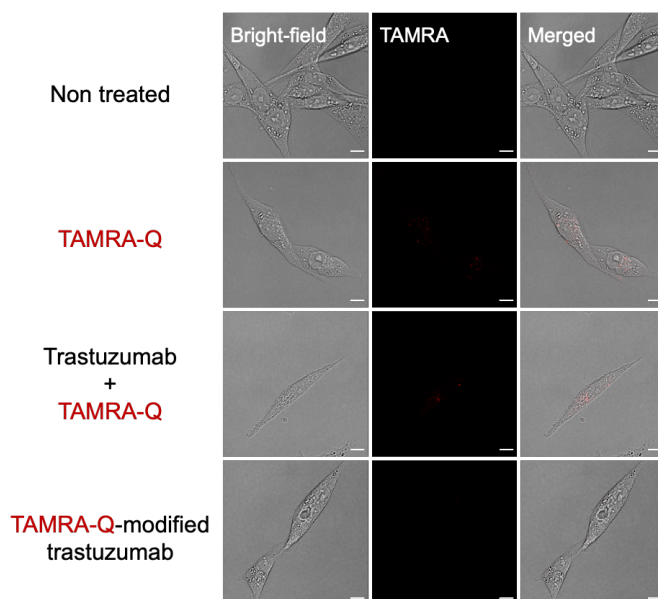 Bright-field
TAMRA
Merged
Non treated
TAMRA-Q
Trastuzumab
+
TAMRA-Q
TAMRA-Q-modified
trastuzumab